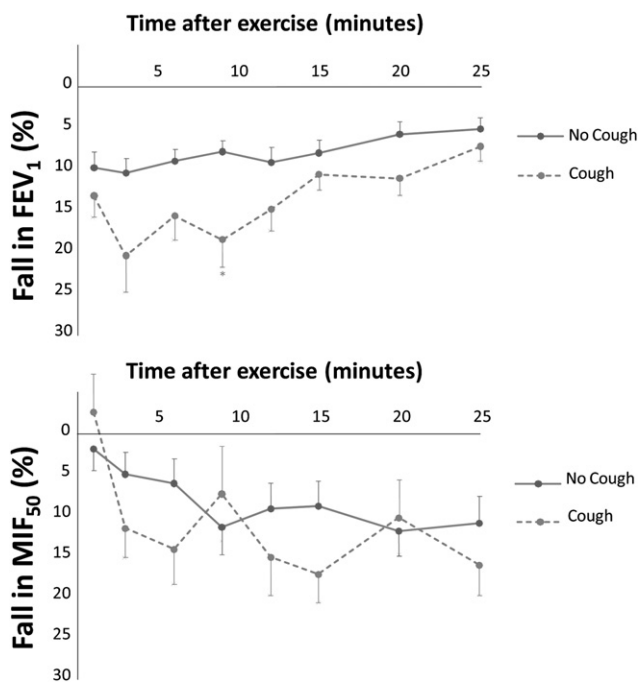 Time after exercise (minutes)
5 10 15 20 25
0
5
10
15
20
25
30
Fall in FEV₁ (%)
No Cough
Cough
*
Time after exercise (minutes)
5 10 15 20 25
0
5
10
15
20
25
30
Fall in MIF₅₀ (%)
No Cough
Cough